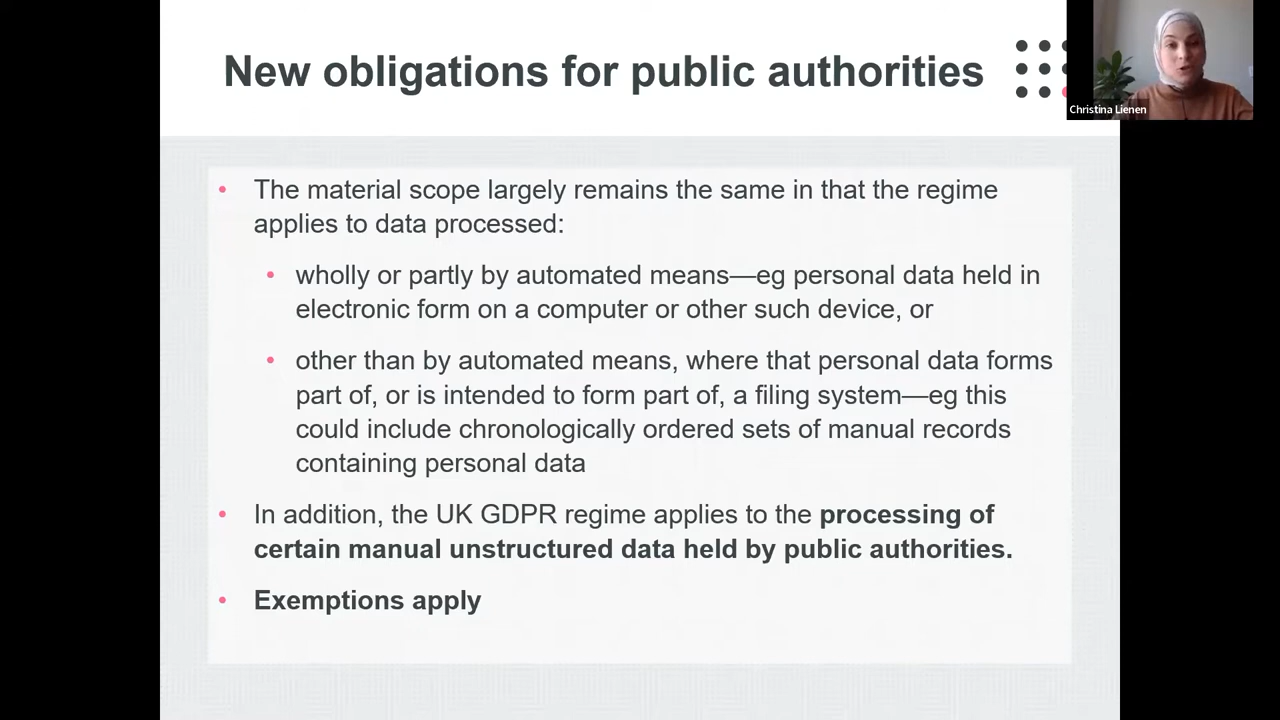 New obligations for public authorities
Christina Lienen
• The material scope largely remains the same in that the regime
applies to data processed:
• wholly or partly by automated means—eg personal data held in
electronic form on a computer or other such device, or
• other than by automated means, where that personal data forms
part of, or is intended to form part of, a filing system—eg this
could include chronologically ordered sets of manual records
containing personal data
• In addition, the UK GDPR regime applies to the processing of
certain manual unstructured data held by public authorities.
• Exemptions apply